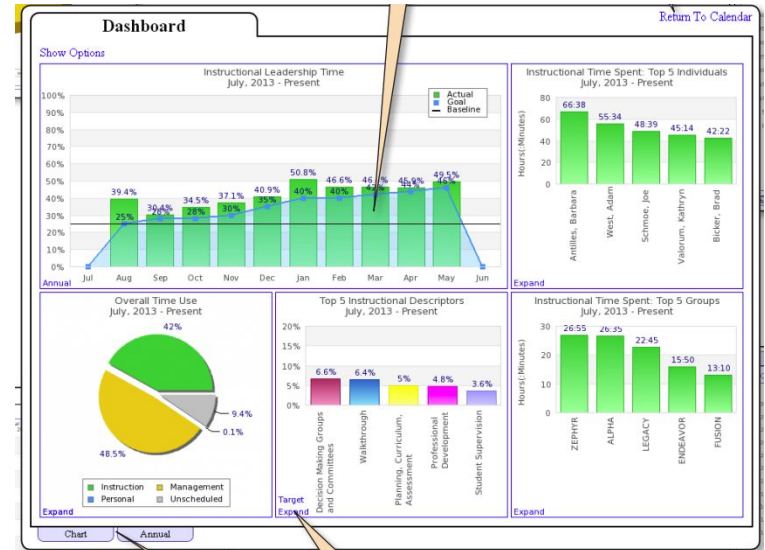 Dashboard
Return To Calendar
Show Options
Instructional Leadership Time
July, 2013 - Present
Actual
Goal
Baseline
100%
90%
80%
70%
60%
50%
40%
30%
20%
10%
0%
39.4%
30.4%
34.5%
37.1%
40.9%
50.8%
46.6%
45.9%
49.5%
25%
28%
28%
30%
35%
40%
40%
42%
44%
46%
Jul
Aug
Sep
Oct
Nov
Dec
Jan
Feb
Mar
Apr
May
Jun
Annual
Instructional Time Spent: Top 5 Individuals
July, 2013 - Present
Hours(:Minutes)
80
60
40
20
0
66:38
55:34
48:39
45:14
42:22
Antilles, Barbara
West, Adam
Schmoe, Joe
Valorum, Kathryn
Bicker, Brad
Expand
Overall Time Use
July, 2013 - Present
42%
9.4%
0.1%
48.5%
Instruction
Management
Personal
Unscheduled
Expand
Top 5 Instructional Descriptors
July, 2013 - Present
20%
15%
10%
5%
0%
6.6%
6.4%
5%
4.8%
3.6%
Decision Making Groups
and Committees
Walkthrough
Planning, Curriculum,
Assessment
Professional
Development
Student Supervision
Target
Expand
Instructional Time Spent: Top 5 Groups
July, 2013 - Present
Hours(:Minutes)
30
20
10
0
26:55
26:35
22:45
15:50
13:10
ZEPHYR
ALPHA
LEGACY
ENDEAVOR
FUSION
Expand
Chart
Annual